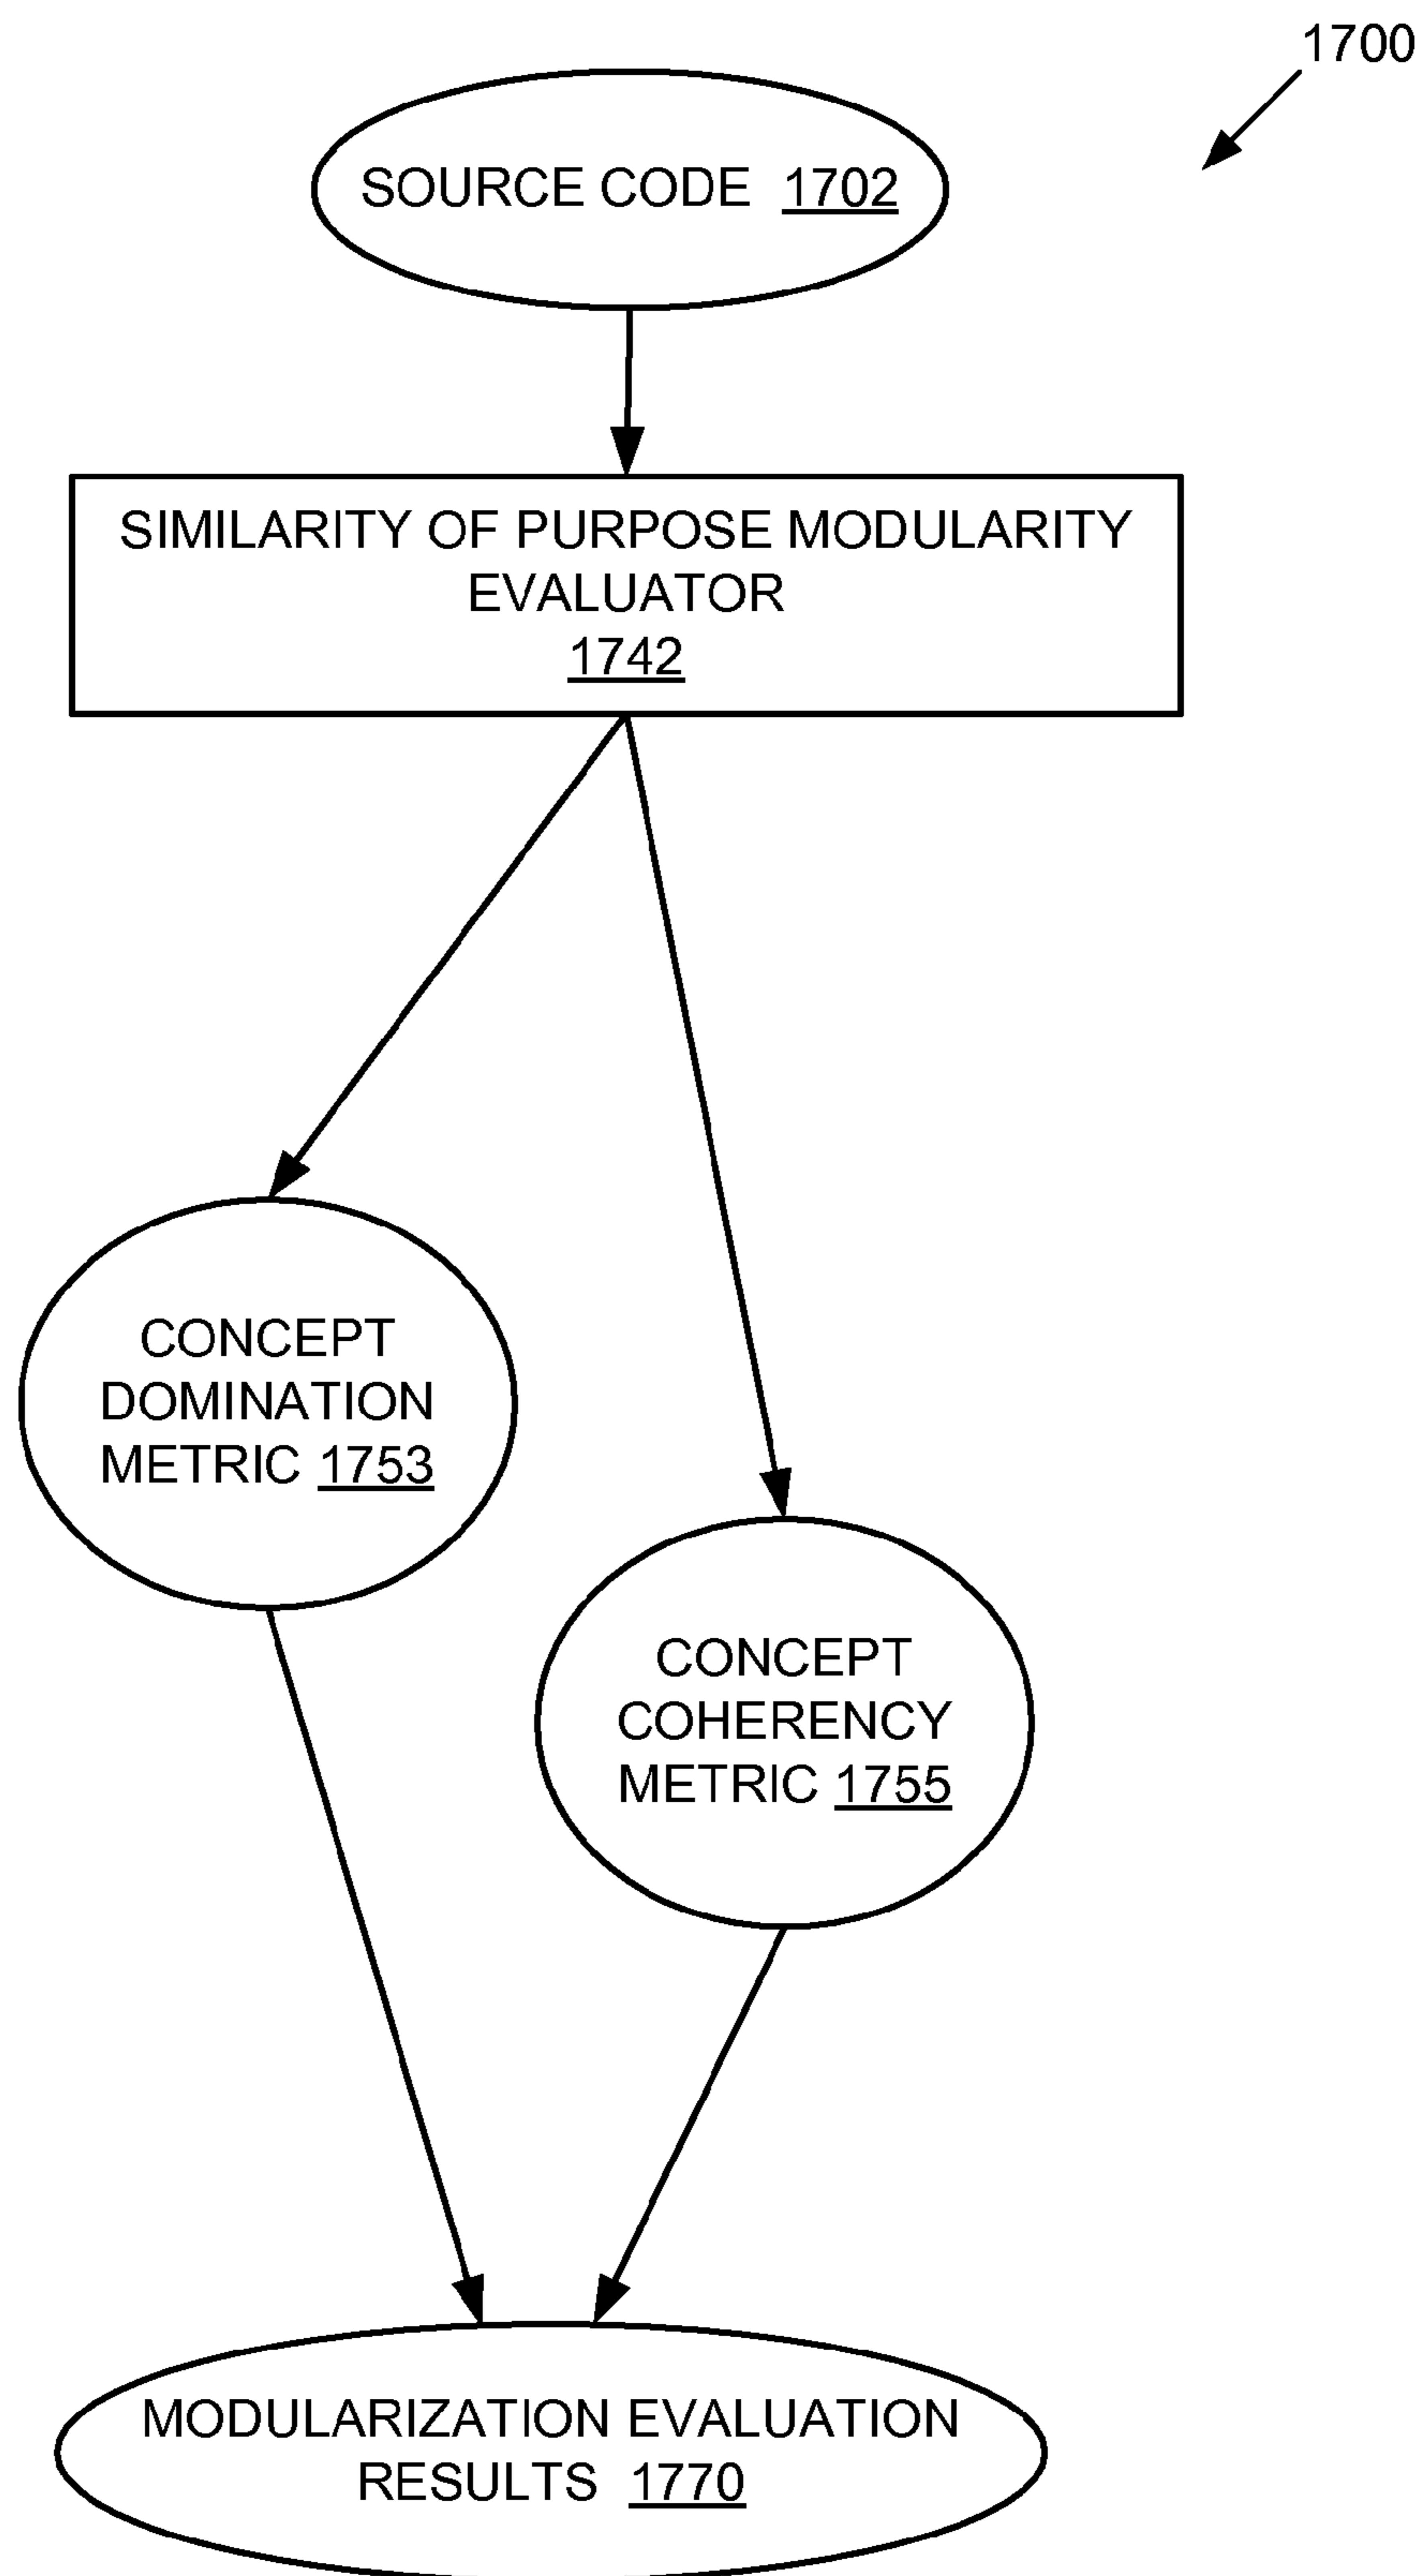 1700
SOURCE CODE 1702
SIMILARITY OF PURPOSE MODULARITY
EVALUATOR
1742
CONCEPT
DOMINATION
METRIC 1753
CONCEPT
COHERENCY
METRIC 1755
MODULARIZATION EVALUATION
RESULTS 1770